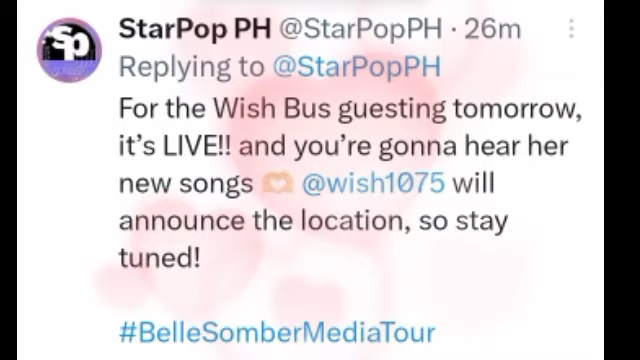 StarPop PH @StarPopPH · 26m
Replying to @StarPopPH
For the Wish Bus guesting tomorrow,
it's LIVE!! and you're gonna hear her
new songs 🫶🏼 @wish1075 will
announce the location, so stay
tuned!
#BelleSomberMediaTour